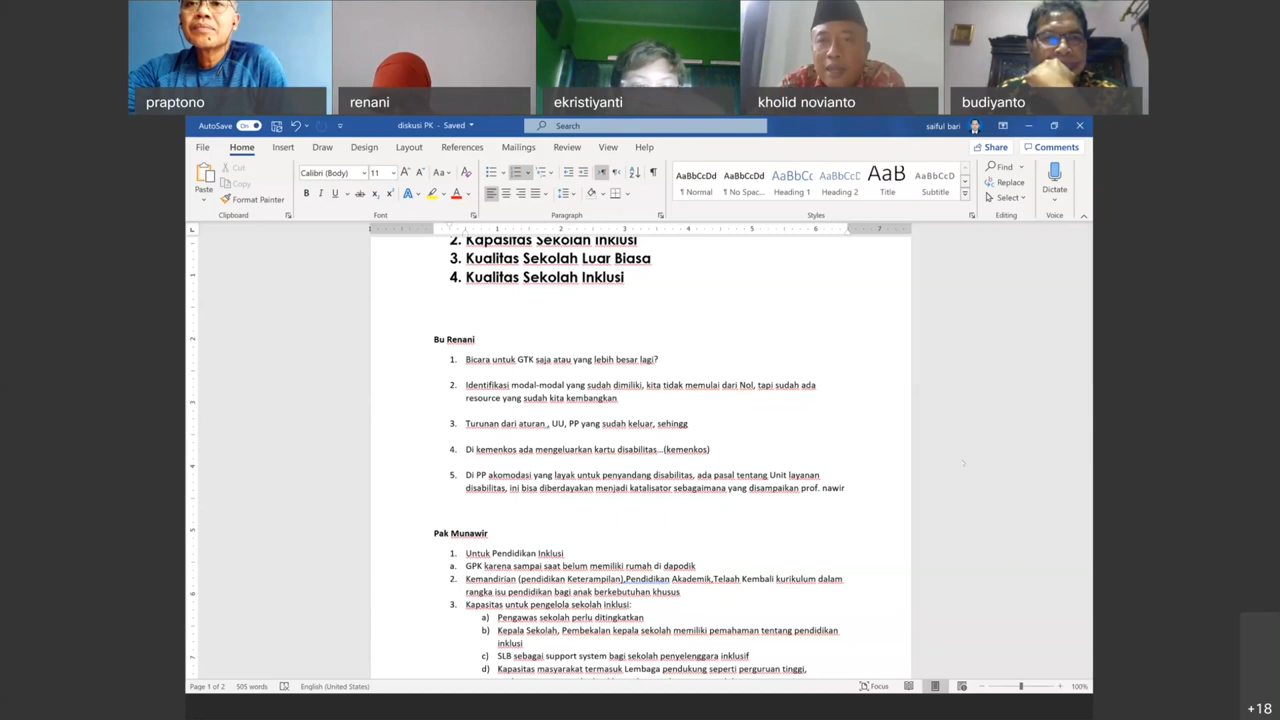 praptono
renani
ekristiyanti
kholid novianto
budiyanto
AutoSave On
diskusi PK - Saved
Search
saiful bari
File Home Insert Draw Design Layout References Mailings Review View Help
Share Comments
Paste
Cut
Copy
Format Painter
Clipboard
Calibri (Body) 11
Font
Paragraph
AaBbCcDd AaBbCcDd AaBbCc AaBbCcD AaB AaBbCcD
¶ Normal ¶ No Spac... Heading 1 Heading 2 Title Subtitle
Styles
Find
Replace
Select
Editing
Dictate
Voice
2. Kapasitas Sekolah Inklusi
3. Kualitas Sekolah Luar Biasa
4. Kualitas Sekolah Inklusi
Bu Renani
1. Bicara untuk GTK saja atau yang lebih besar lagi?
2. Identifikasi modal-modal yang sudah dimiliki, kita tidak memulai dari Nol, tapi sudah ada
resource yang sudah kita kembangkan
3. Turunan dari aturan , UU, PP yang sudah keluar, sehingg
4. Di kemenkos ada mengeluarkan kartu disabilitas...(kemenkos)
5. Di PP akomodasi yang layak untuk penyandang disabilitas, ada pasal tentang Unit layanan
disabilitas, ini bisa diberdayakan menjadi katalisator sebagaimana yang disampaikan prof. nawir
Pak Munawir
1. Untuk Pendidikan Inklusi
a. GPK karena sampai saat belum memiliki rumah di dapodik
2. Kemandirian (pendidikan Keterampilan),Pendidikan Akademik,Telaah Kembali kurikulum dalam
rangka isu pendidikan bagi anak berkebutuhan khusus
3. Kapasitas untuk pengelola sekolah inklusi:
a) Pengawas sekolah perlu ditingkatkan
b) Kepala Sekolah, Pembekalan kepala sekolah memiliki pemahaman tentang pendidikan
inklusi
c) SLB sebagai support system bagi sekolah penyelenggara inklusif
d) Kapasitas masyarakat termasuk Lembaga pendukung seperti perguruan tinggi,
Page 1 of 2 505 words English (United States) Focus 100%
+18